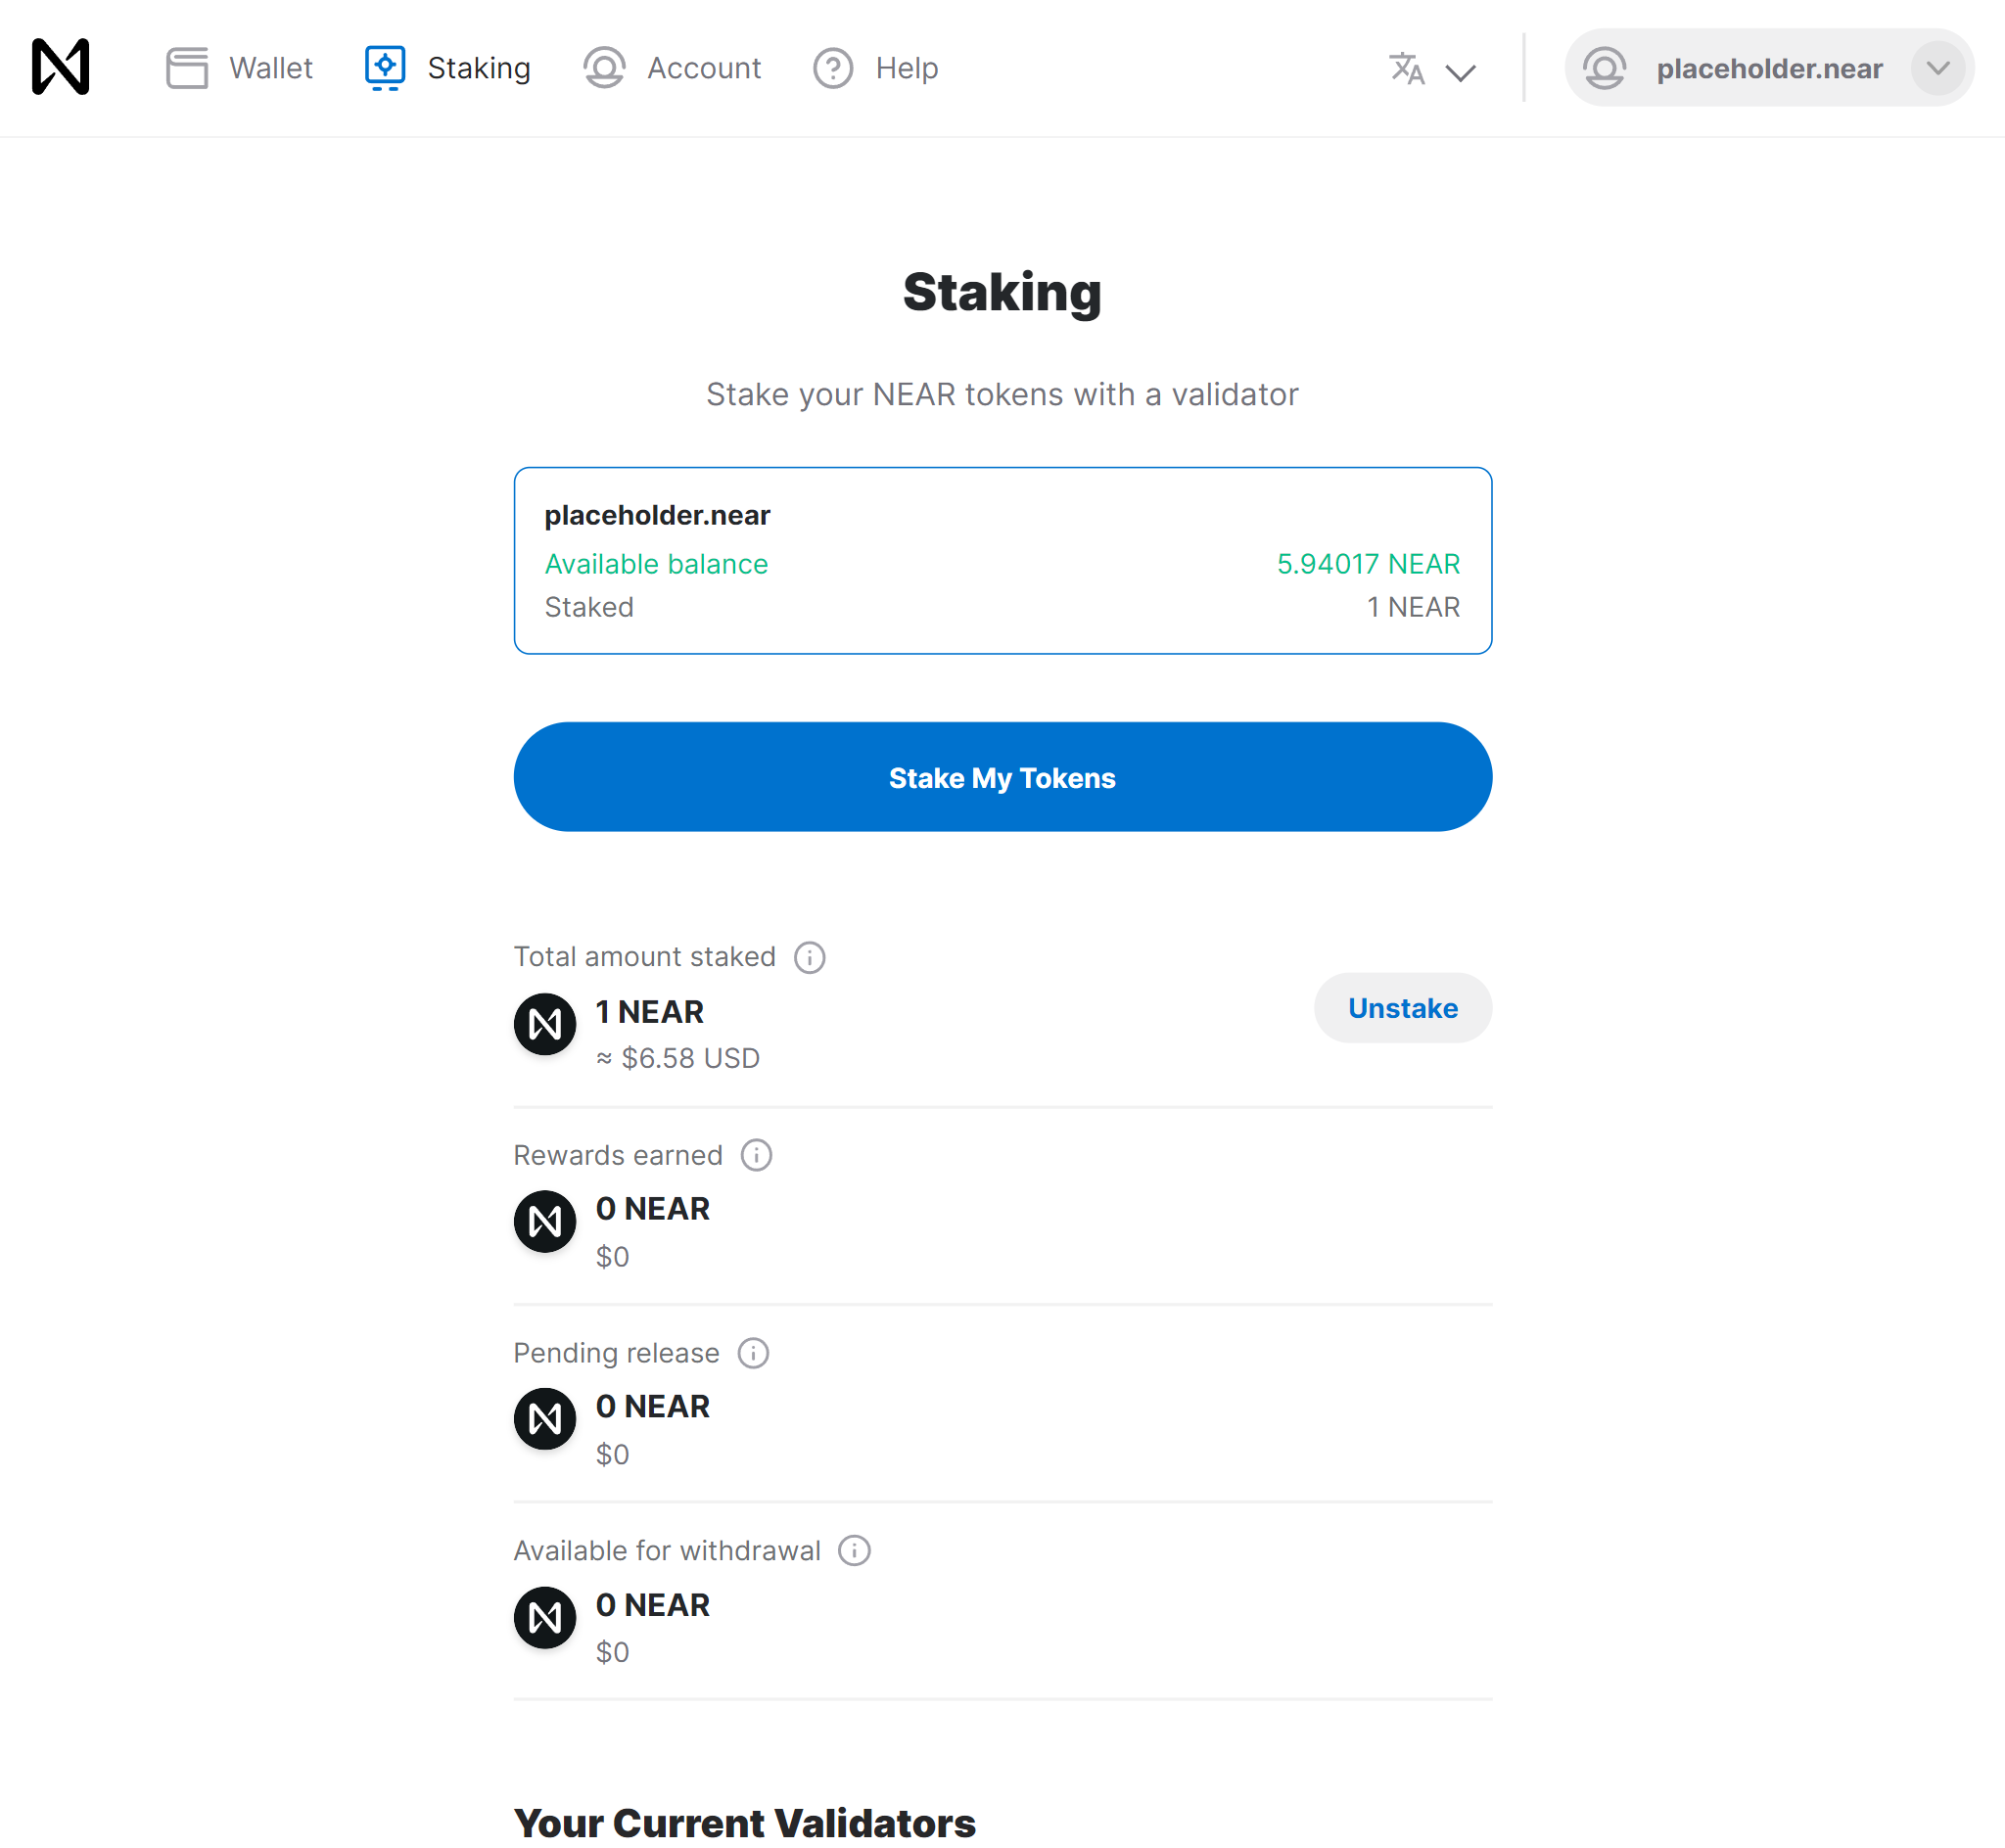 Wallet Staking Account Help placeholder.near
Staking
Stake your NEAR tokens with a validator
placeholder.near
Available balance 5.94017 NEAR
Staked 1 NEAR
Stake My Tokens
Total amount staked
1 NEAR
≈ $6.58 USD
Unstake
Rewards earned
0 NEAR
$0
Pending release
0 NEAR
$0
Available for withdrawal
0 NEAR
$0
Your Current Validators